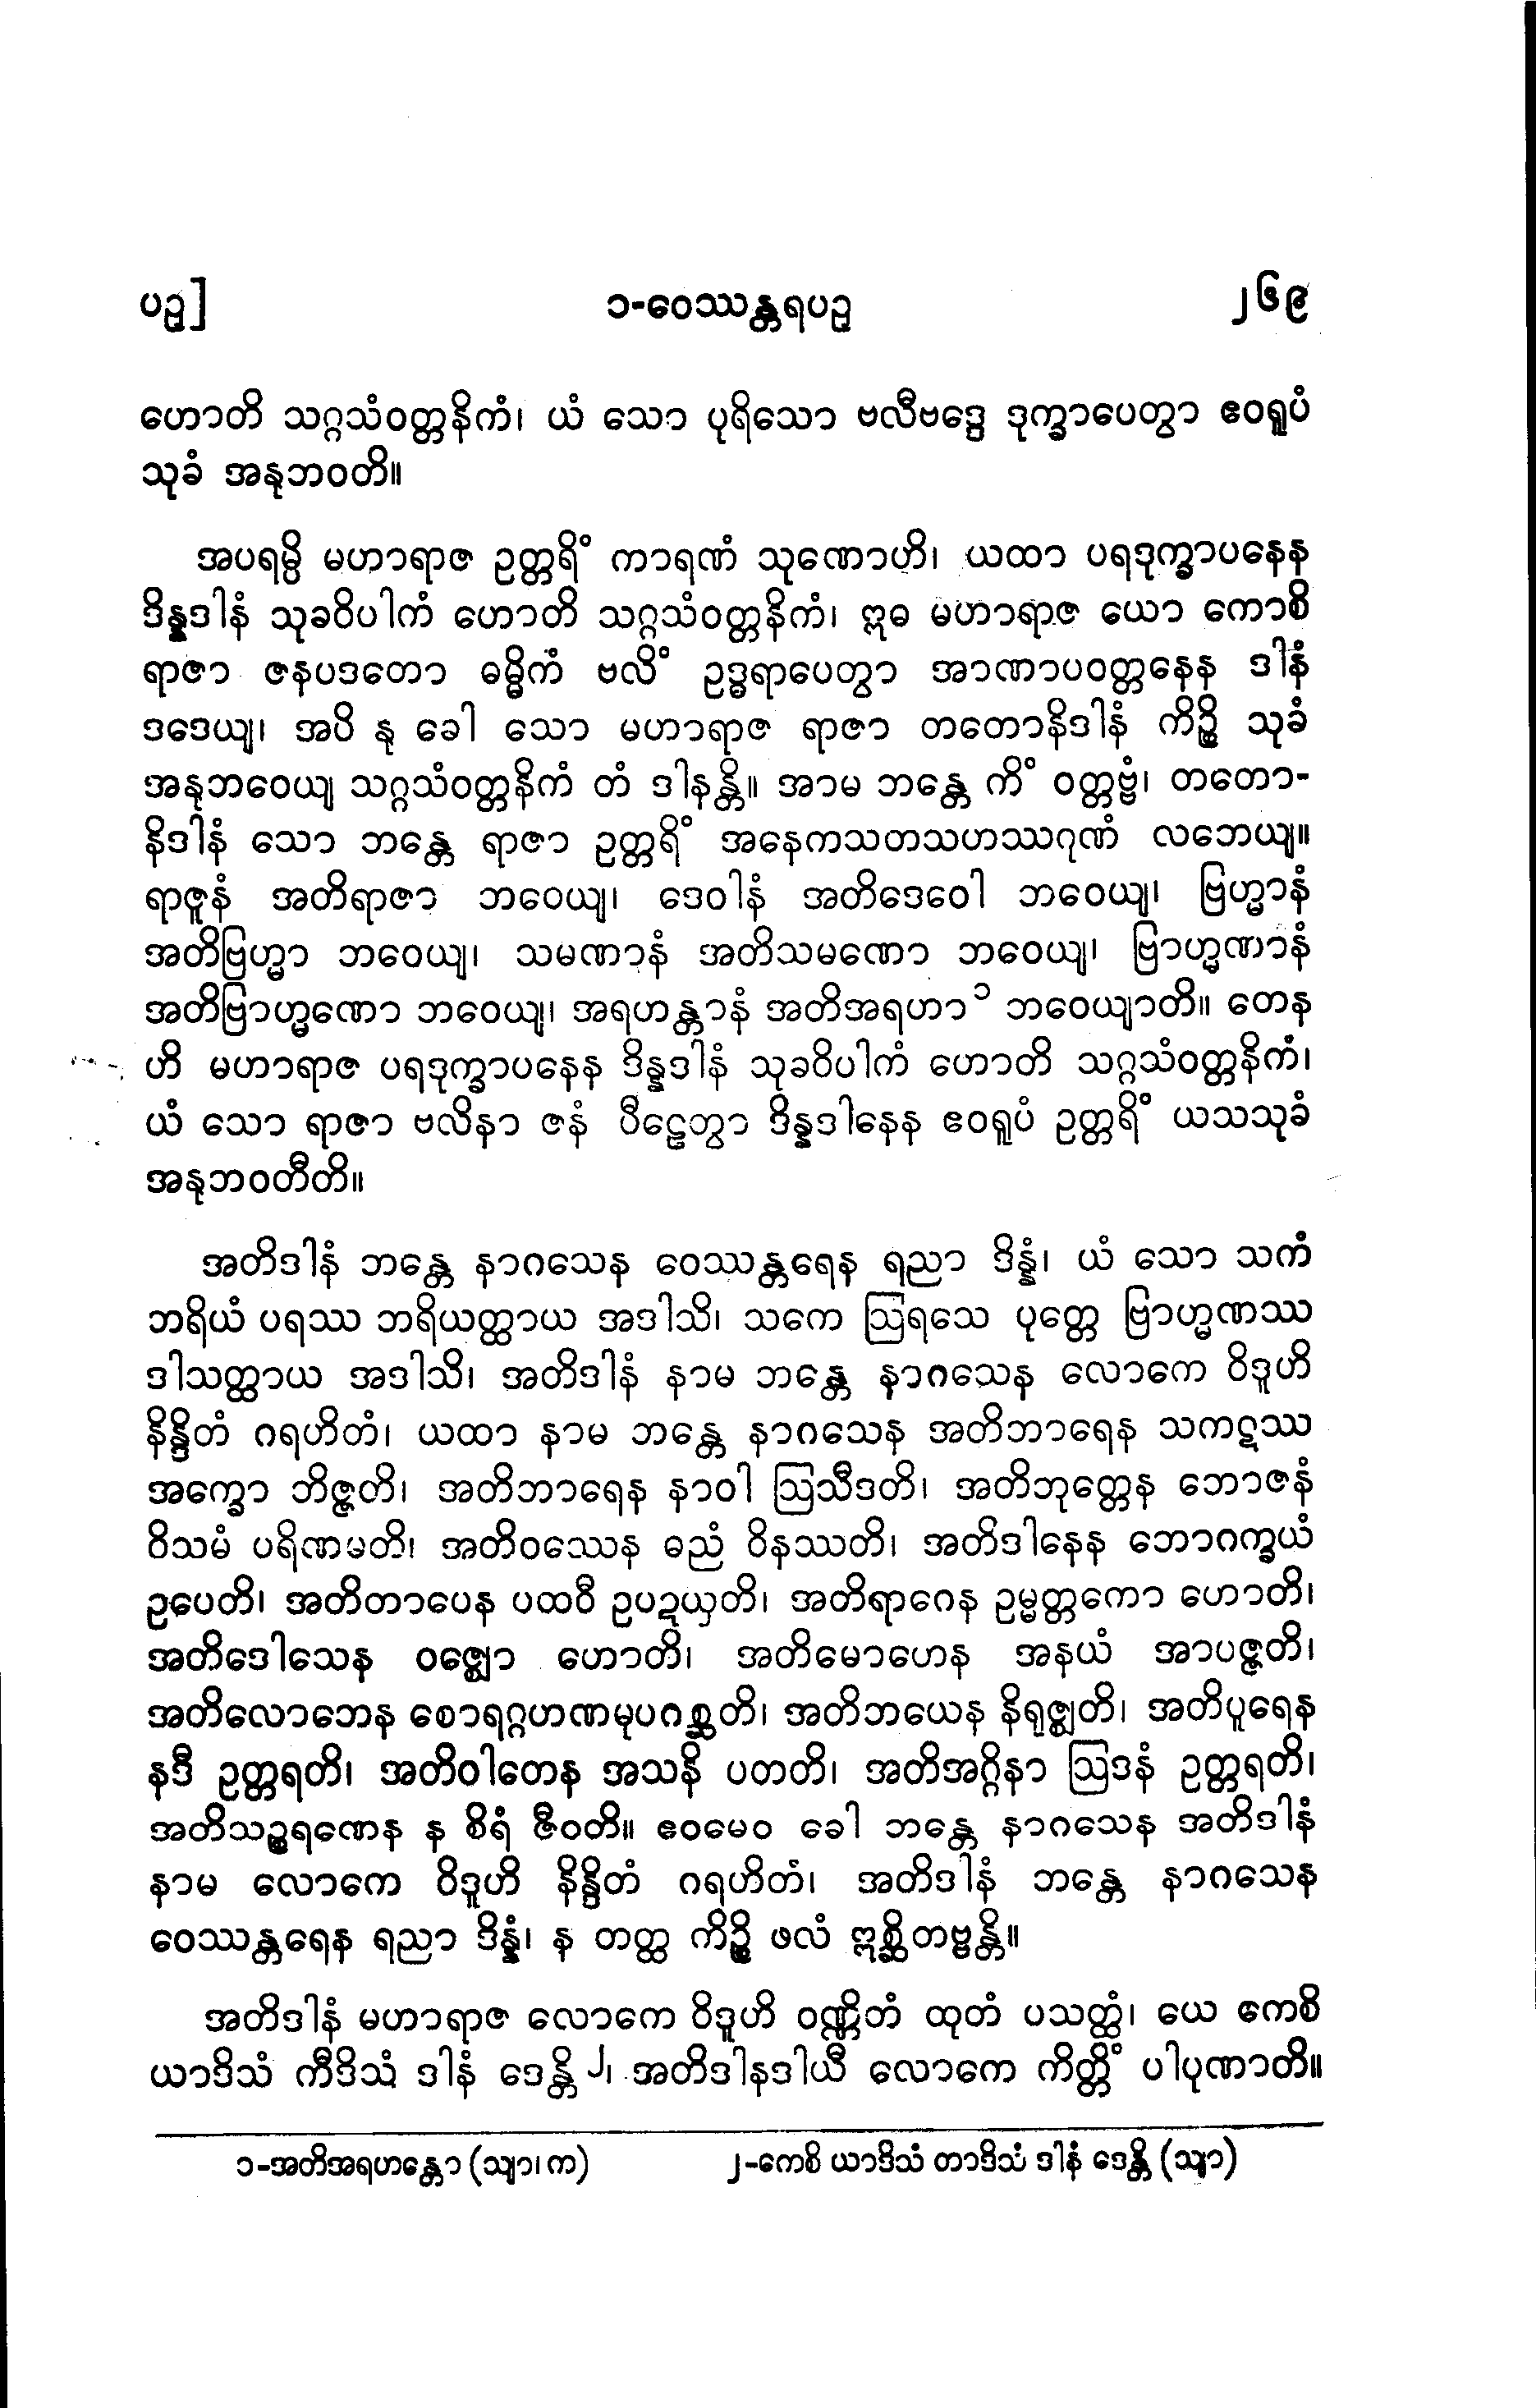 ပဥှ] ၁-ဝေဿန္တရပဥှ ၂၆၉
ဟောတိ သဂ္ဂသံဝတ္တနိကံ၊ ယံ သော ပုရိသော ဗလီဗဒ္ဒေ ဒုက္ခာပေတွာ ဧဝရူပံ
သုခံ အနုဘဝတိ။
အပရမ္ပိ မဟာရာဇ ဥတ္တရိံ ကာရဏံ သုဏောဟိ၊ ယထာ ပရဒုက္ခာပနေန
ဒိန္နဒါနံ သုခဝိပါကံ ဟောတိ သဂ္ဂသံဝတ္တနိကံ၊ ဣဓ မဟာရာဇ ယော ကောစိ
ရာဇာ ဇနပဒတော ဓမ္မိကံ ဗလိံ ဥဒ္ဓရာပေတွာ အာဏာပဝတ္တနေန ဒါနံ
ဒဒေယျ၊ အပိ နု ခေါ သော မဟာရာဇ ရာဇာ တတောနိဒါနံ ကိဉ္စိ သုခံ
အနုဘဝေယျ သဂ္ဂသံဝတ္တနိကံ တံ ဒါနန္တိ။ အာမ ဘန္တေ ကိံ ဝတ္တဗ္ဗံ၊ တတော-
နိဒါနံ သော ဘန္တေ ရာဇာ ဥတ္တရိံ အနေကသတသဟဿဂုဏံ လဘေယျ။
ရာဇူနံ အတိရာဇာ ဘဝေယျ၊ ဒေဝါနံ အတိဒေဝေါ ဘဝေယျ၊ ဗြဟ္မာနံ
အတိဗြဟ္မာ ဘဝေယျ၊ သမဏာနံ အတိသမဏော ဘဝေယျ၊ ဗြာဟ္မဏာနံ
အတိဗြာဟ္မဏော ဘဝေယျ၊ အရဟန္တာနံ အတိအရဟာ ၁ ဘဝေယျာတိ။ တေန
ဟိ မဟာရာဇ ပရဒုက္ခာပနေန ဒိန္နဒါနံ သုခဝိပါကံ ဟောတိ သဂ္ဂသံဝတ္တနိကံ၊
ယံ သော ရာဇာ ဗလိနာ ဇနံ ပီဠေတွာ ဒိန္နဒါနေန ဧဝရူပံ ဥတ္တရိံ ယသသုခံ
အနုဘဝတီတိ။
အတိဒါနံ ဘန္တေ နာဂသေန ဝေဿန္တရေန ရညာ ဒိန္နံ၊ ယံ သော သကံ
ဘရိယံ ပရဿ ဘရိယတ္ထာယ အဒါသိ၊ သကေ ဩရသေ ပုတ္တေ ဗြာဟ္မဏဿ
ဒါသတ္ထာယ အဒါသိ၊ အတိဒါနံ နာမ ဘန္တေ နာဂသေန လောကေ ဝိဒူဟိ
နိန္ဒိတံ ဂရဟိတံ၊ ယထာ နာမ ဘန္တေ နာဂသေန အတိဘာရေန သကဋဿ
အက္ခော ဘိဇ္ဇတိ၊ အတိဘာရေန နာဝါ ဩသီဒတိ၊ အတိဘုတ္တေန ဘောဇနံ
ဝိသမံ ပရိဏမတိ၊ အတိဝဿေန ဓညံ ဝိနဿတိ၊ အတိဒါနေန ဘောဂက္ခယံ
ဥပေတိ၊ အတိတာပေန ပထဝီ ဥပဍယှတိ၊ အတိရာဂေန ဥမ္မတ္တကော ဟောတိ၊
အတိဒေါသေန ဝဇ္ဈော ဟောတိ၊ အတိမောဟေန အနယံ အာပဇ္ဇတိ၊
အတိလောဘေန စောရဂ္ဂဟဏမုပဂစ္ဆတိ၊ အတိဘယေန နိရုဇ္ဈတိ၊ အတိပူရေန
နဒီ ဥတ္တရတိ၊ အတိဝါတေန အသနိ ပတတိ၊ အတိအဂ္ဂိနာ ဩဒနံ ဥတ္တရတိ၊
အတိသဉ္စရဏေန န စိရံ ဇီဝတိ။ ဧဝမေဝ ခေါ ဘန္တေ နာဂသေန အတိဒါနံ
နာမ လောကေ ဝိဒူဟိ နိန္ဒိတံ ဂရဟိတံ၊ အတိဒါနံ ဘန္တေ နာဂသေန
ဝေဿန္တရေန ရညာ ဒိန္နံ၊ န တတ္ထ ကိဉ္စိ ဖလံ ဣစ္ဆိတဗ္ဗန္တိ။
အတိဒါနံ မဟာရာဇ လောကေ ဝိဒူဟိ ဝဏ္ဏိတံ ထုတံ ပသတ္ထံ၊ ယေ ကေစိ
ယာဒိသံ ကီဒိသံ ဒါနံ ဒေန္တိ ၂၊ အတိဒါနဒါယီ လောကေ ကိတ္တိံ ပါပုဏာတိ။
၁-အတိအရဟန္တော (သျာ၊ က) ၂-ကေစိ ယာဒိသံ တာဒိသံ ဒါနံ ဒေန္တိ (သျာ)